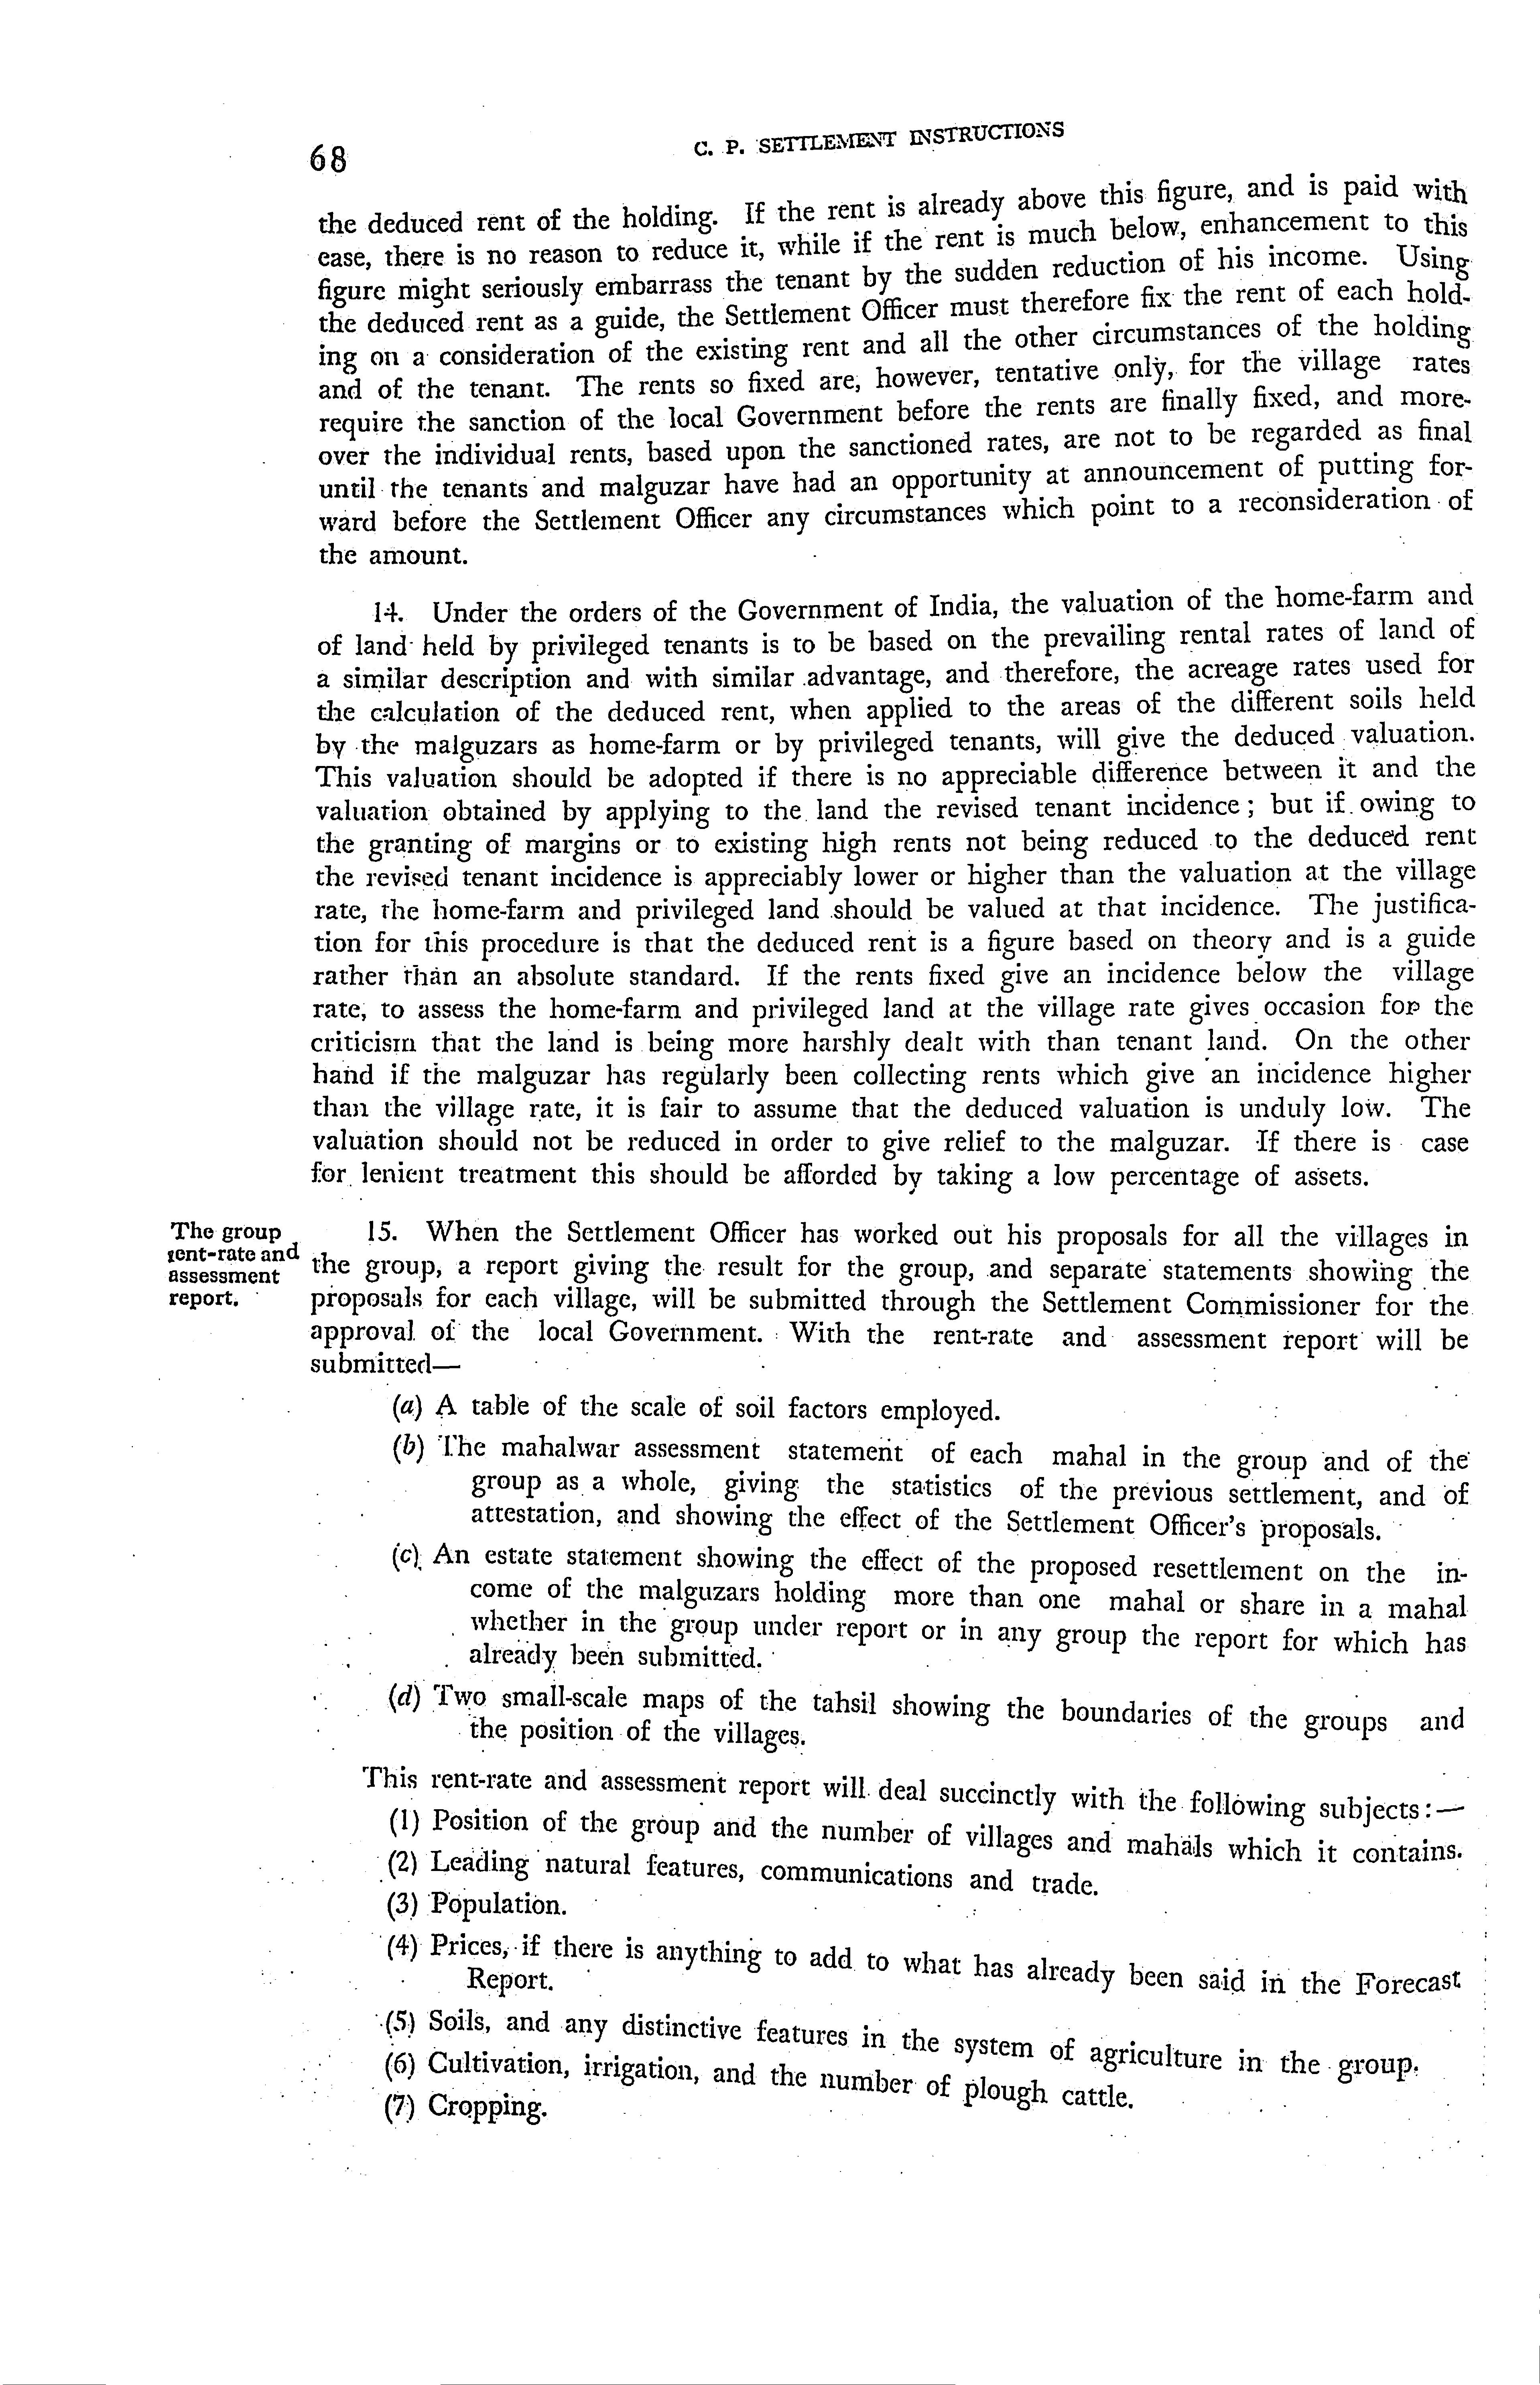 68
C. P. SETTLEMENT INSTRUCTIONS
the deduced rent of the holding. If the rent is already above this figure, and is paid with
ease, there is no reason to reduce it, while if the rent is much below, enhancement to this
figure might seriously embarrass the tenant by the sudden reduction of his income. Using
the deduced rent as a guide, the Settlement Officer must therefore fix the rent of each hold-
ing on a consideration of the existing rent and all the other circumstances of the holding
and of the tenant. The rents so fixed are, however, tentative only, for the village rates
require the sanction of the local Government before the rents are finally fixed, and more-
over the individual rents, based upon the sanctioned rates, are not to be regarded as final
until the tenants and malguzar have had an opportunity at announcement of putting for-
ward before the Settlement Officer any circumstances which point to a reconsideration of
the amount.
14. Under the orders of the Government of India, the valuation of the home-farm and
of land held by privileged tenants is to be based on the prevailing rental rates of land of
a similar description and with similar advantage, and therefore, the acreage rates used for
the calculation of the deduced rent, when applied to the areas of the different soils held
by the malguzars as home-farm or by privileged tenants, will give the deduced valuation.
This valuation should be adopted if there is no appreciable difference between it and the
valuation obtained by applying to the land the revised tenant incidence; but if owing to
the granting of margins or to existing high rents not being reduced to the deduced rent
the revised tenant incidence is appreciably lower or higher than the valuation at the village
rate, the home-farm and privileged land should be valued at that incidence. The justifica-
tion for this procedure is that the deduced rent is a figure based on theory and is a guide
rather than an absolute standard. If the rents fixed give an incidence below the village
rate, to assess the home-farm and privileged land at the village rate gives occasion for the
criticism that the land is being more harshly dealt with than tenant land. On the other
hand if the malguzar has regularly been collecting rents which give an incidence higher
than the village rate, it is fair to assume that the deduced valuation is unduly low. The
valuation should not be reduced in order to give relief to the malguzar. If there is case
for lenient treatment this should be afforded by taking a low percentage of assets.
The group
rent-rate and
assessment
report.
15. When the Settlement Officer has worked out his proposals for all the villages in
the group, a report giving the result for the group, and separate statements showing the
proposals for each village, will be submitted through the Settlement Commissioner for the
approval of the local Government. With the rent-rate and assessment report will be
submitted—
(a) A table of the scale of soil factors employed.
(b) The mahalwar assessment statement of each mahal in the group and of the
group as a whole, giving the statistics of the previous settlement, and of
attestation, and showing the effect of the Settlement Officer's proposals.
(c) An estate statement showing the effect of the proposed resettlement on the in-
come of the malguzars holding more than one mahal or share in a mahal
whether in the group under report or in any group the report for which has
already been submitted.
(d) Two small-scale maps of the tahsil showing the boundaries of the groups and
the position of the villages.
This rent-rate and assessment report will deal succinctly with the following subjects:—
(1) Position of the group and the number of villages and mahals which it contains.
(2) Leading natural features, communications and trade.
(3) Population.
(4) Prices, if there is anything to add to what has already been said in the Forecast
Report.
(5) Soils, and any distinctive features in the system of agriculture in the group.
(6) Cultivation, irrigation, and the number of plough cattle.
(7) Cropping.